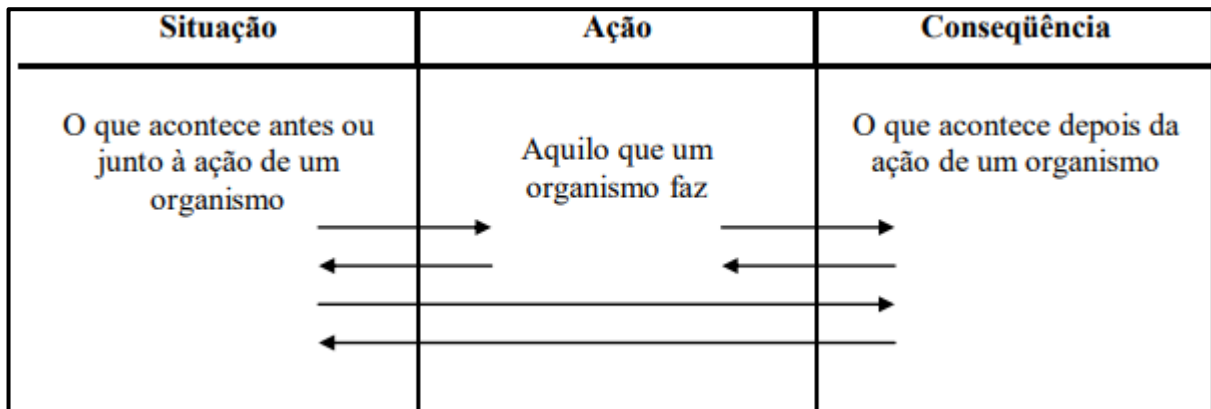 Situação
Ação
Conseqüência
O que acontece antes ou
junto à ação de um
organismo
Aquilo que um
organismo faz
O que acontece depois da
ação de um organismo